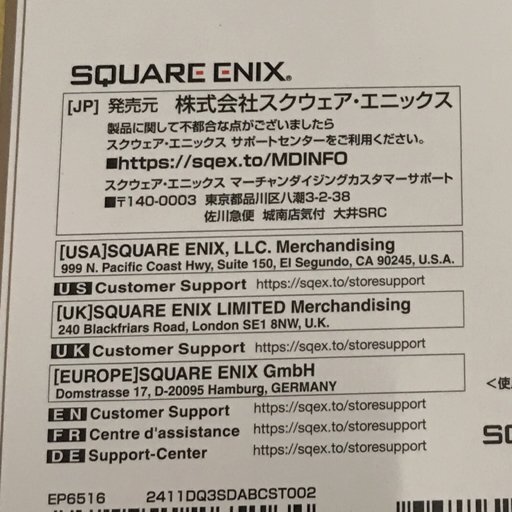 SQUARE ENIX®
[JP] 発売元 株式会社スクウェア・エニックス
製品に関して不都合な点がございましたら
スクウェア・エニックス サポートセンターをご利用ください。
■https://sqex.to/MDINFO
スクウェア・エニックス マーチャンダイジングカスタマーサポート
■〒140-0003 東京都品川区八潮3-2-38
佐川急便 城南店気付 大井SRC
[USA]SQUARE ENIX, LLC. Merchandising
999 N. Pacific Coast Hwy, Suite 150, El Segundo, CA 90245, U.S.A.
US Customer Support https://sqex.to/storesupport
[UK]SQUARE ENIX LIMITED Merchandising
240 Blackfriars Road, London SE1 8NW, U.K.
UK Customer Support https://sqex.to/storesupport
[EUROPE]SQUARE ENIX GmbH
Domstrasse 17, D-20095 Hamburg, GERMANY
EN Customer Support https://sqex.to/storesupport
FR Centre d'assistance https://sqex.to/storesupport
DE Support-Center https://sqex.to/storesupport
<使
EP6516 2411DQ3SDABCST002